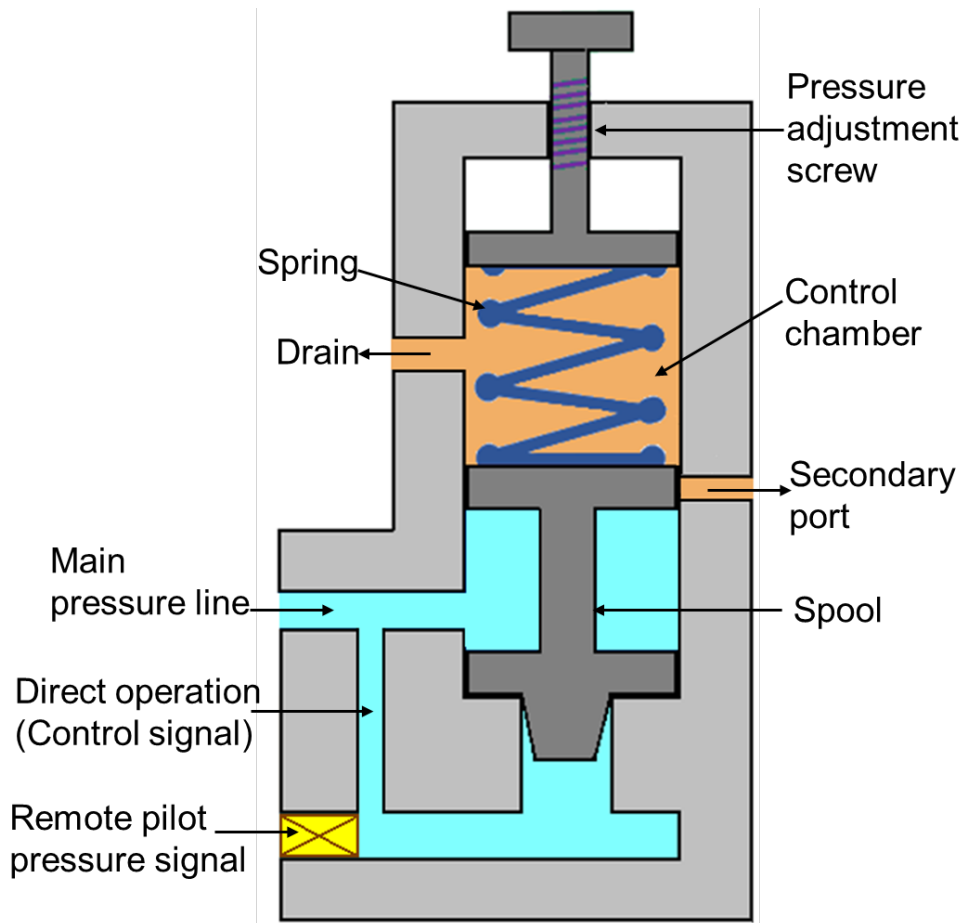 Pressure
adjustment
screw
Spring
Control
chamber
Drain
Secondary
port
Main
pressure line
Spool
Direct operation
(Control signal)
Remote pilot
pressure signal